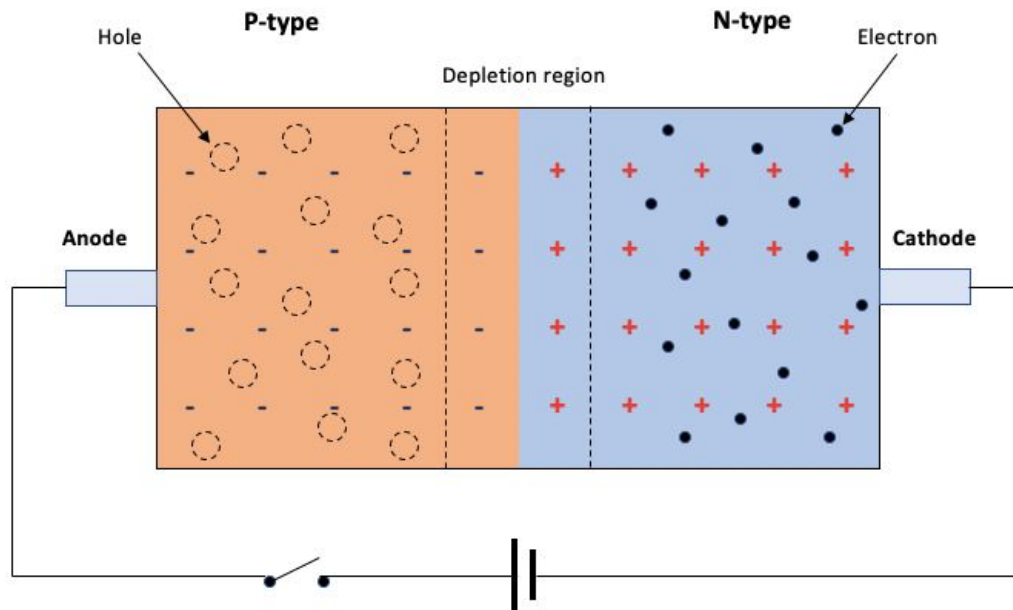 P-type
N-type
Hole
Electron
Depletion region
- - - - - + + + + +
Anode
Cathode
- - - - - + + + + +
- - - - - + + + + +
- - - - - + + + + +